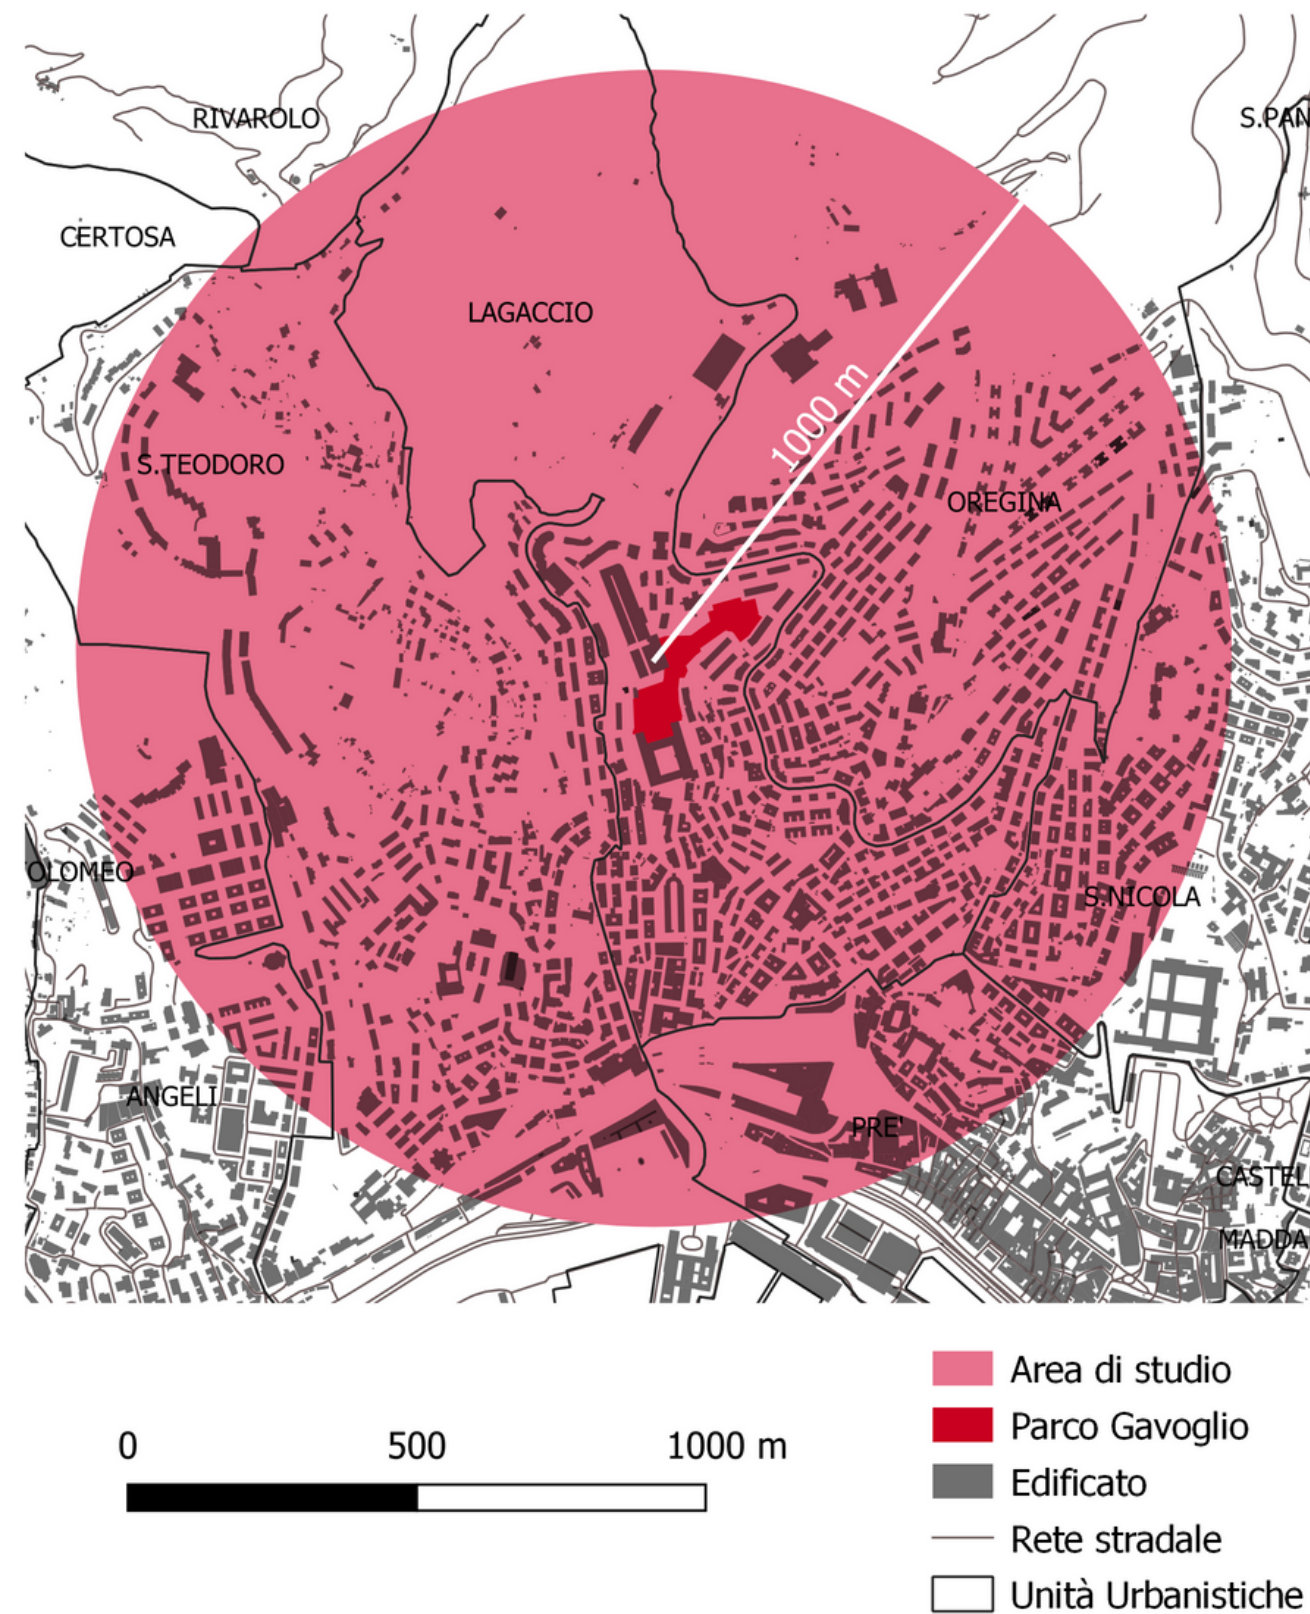 RIVAROLO
S.PAN
CERTOSA
LAGACCIO
1000 m
S.TEODORO
OREGINA
OLOMEO
S.NICOLA
ANGELI
PRE'
CASTEL
MADDA
Area di studio
Parco Gavoglio
0 500 1000 m
Edificato
Rete stradale
Unità Urbanistiche